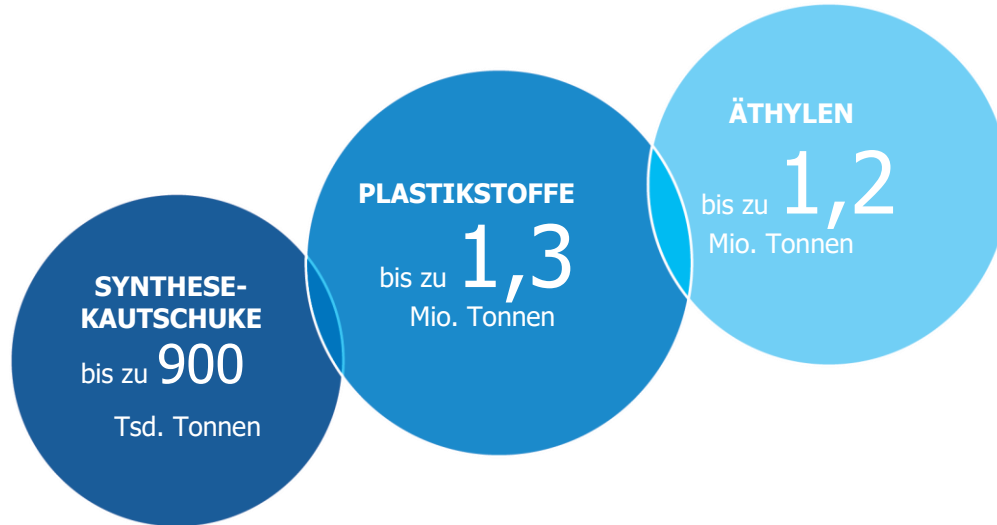 SYNTHESE-
KAUTSCHUKE
bis zu 900
Tsd. Tonnen
PLASTIKSTOFFE
bis zu 1,3
Mio. Tonnen
ÄTHYLEN
bis zu 1,2
Mio. Tonnen